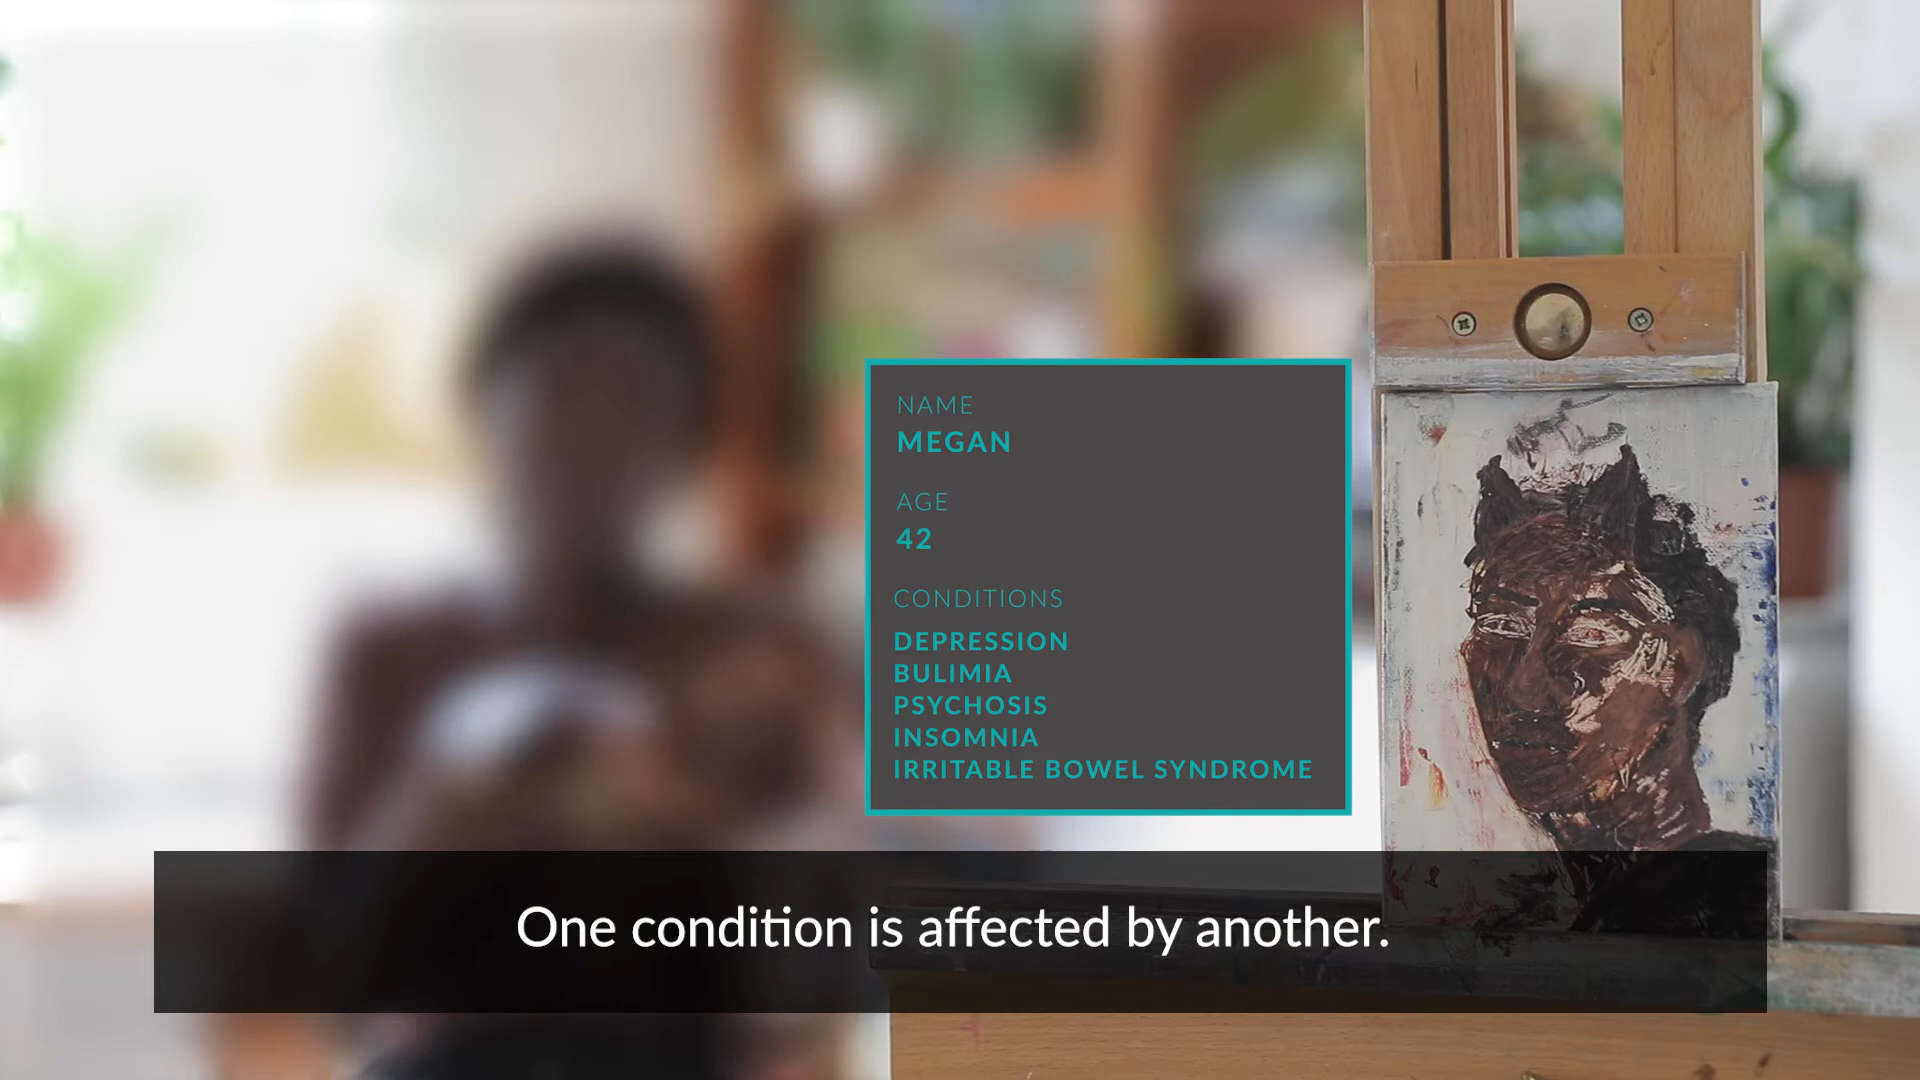 NAME
MEGAN
AGE
42
CONDITIONS
DEPRESSION
BULIMIA
PSYCHOSIS
INSOMNIA
IRRITABLE BOWEL SYNDROME
One condition is affected by another.